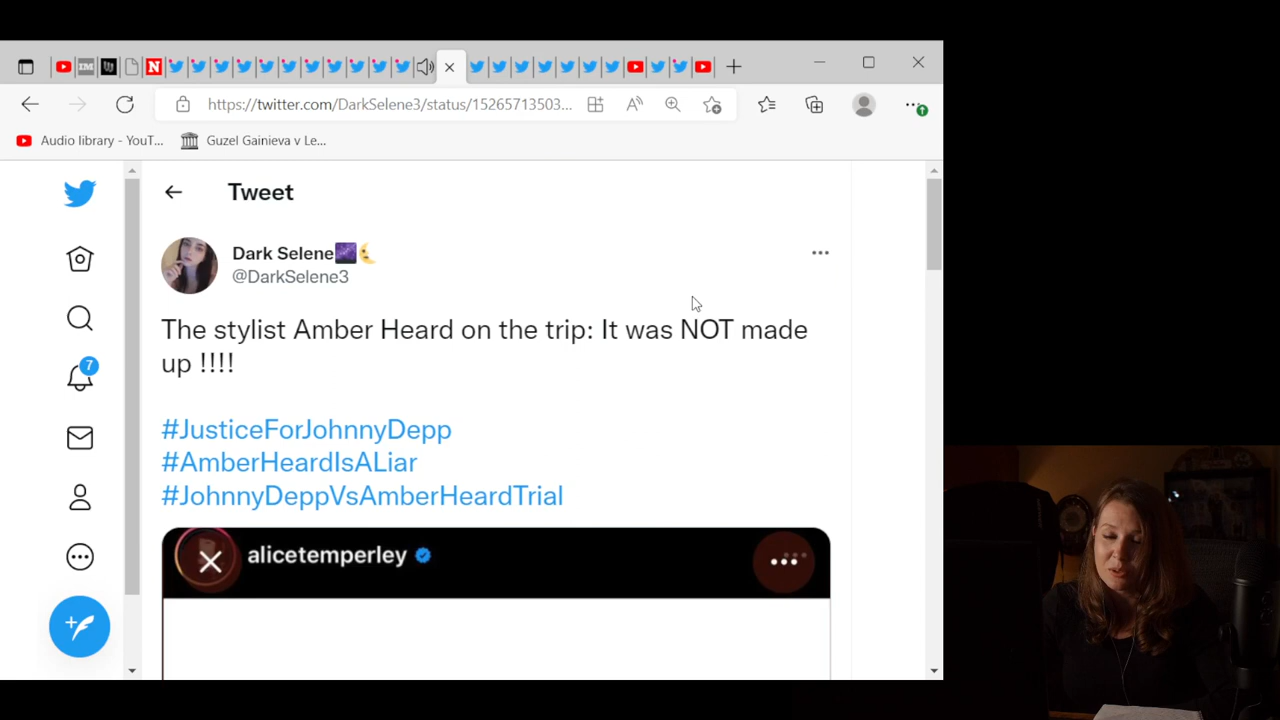 https://twitter.com/DarkSelene3/status/15265713503...
Audio library - YouT...
Guzel Gainieva v Le...
Tweet
Dark Selene
@DarkSelene3
The stylist Amber Heard on the trip: It was NOT made
up !!!!
7
#JusticeForJohnnyDepp
#AmberHeardIsALiar
#JohnnyDeppVsAmberHeardTrial
alicetemperley